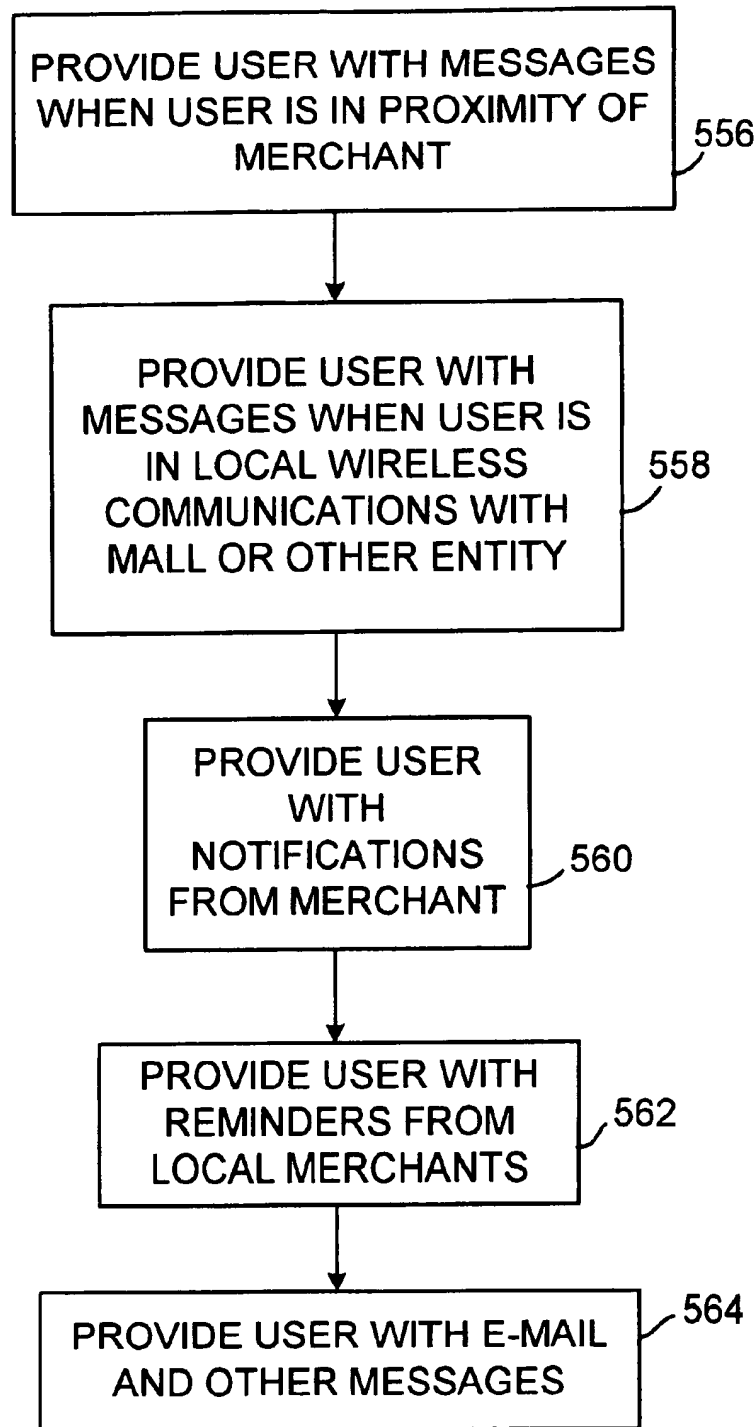 PROVIDE USER WITH MESSAGES
WHEN USER IS IN PROXIMITY OF
MERCHANT
556
PROVIDE USER WITH
MESSAGES WHEN USER IS
IN LOCAL WIRELESS
COMMUNICATIONS WITH
MALL OR OTHER ENTITY
558
PROVIDE USER
WITH
NOTIFICATIONS
FROM MERCHANT
560
PROVIDE USER WITH
REMINDERS FROM
LOCAL MERCHANTS
562
PROVIDE USER WITH E-MAIL
AND OTHER MESSAGES
564